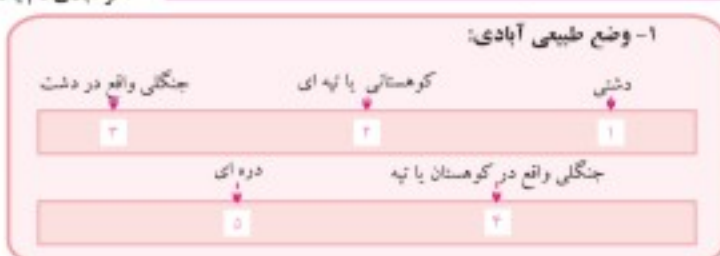 ۱- وضع طبیعی آبادی:
دشتی کوهستانی یا تپه ای جنگلی واقع در دشت
۱ ۲ ۳
جنگلی واقع در کوهستان یا تپه دره ای
۴ ۵